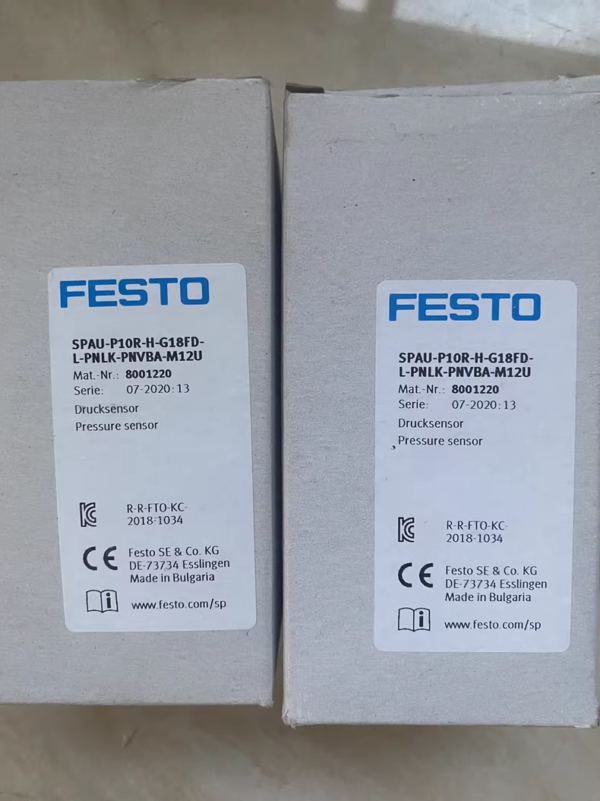 FESTO
SPAU-P10R-H-G18FD-
L-PNLK-PNVBA-M12U
Mat.-Nr.: 8001220
Serie: 07-2020:13
Drucksensor
Pressure sensor
R-R-FTO-KC-
2018-1034
CE Festo SE & Co. KG
DE-73734 Esslingen
Made in Bulgaria
www.festo.com/sp
FESTO
SPAU-P10R-H-G18FD-
L-PNLK-PNVBA-M12U
Mat.-Nr.: 8001220
Serie: 07-2020:13
Drucksensor
Pressure sensor
R-R-FTO-KC-
2018-1034
CE Festo SE & Co. KG
DE-73734 Esslingen
Made in Bulgaria
www.festo.com/sp